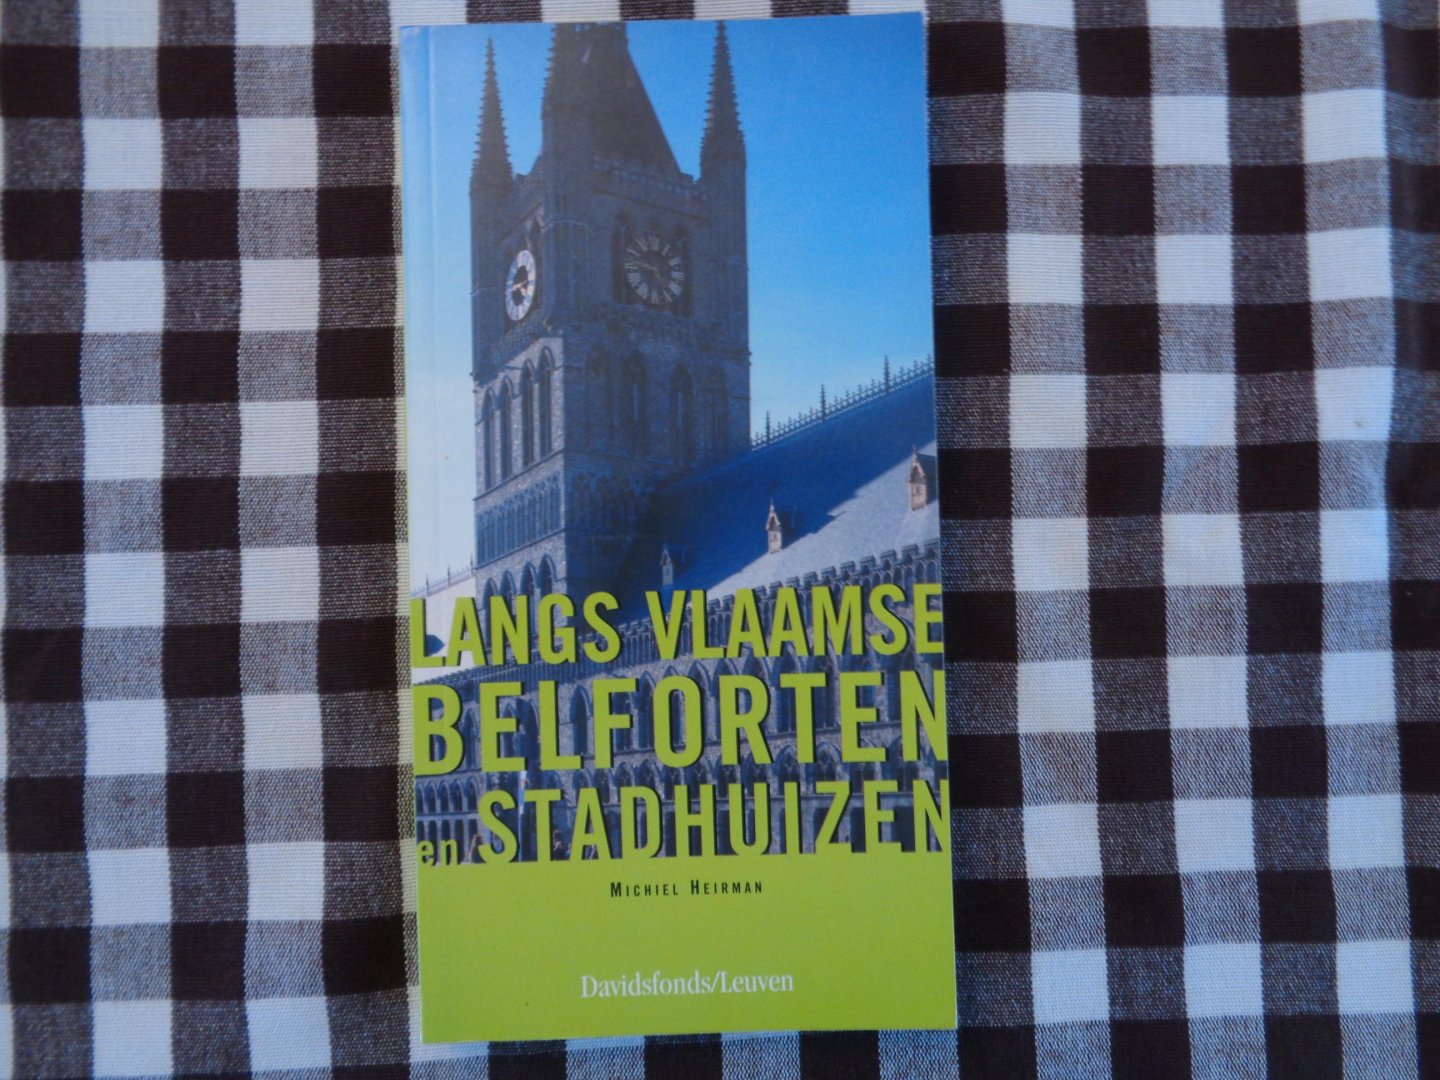 LANGS VLAAMSE
BELFORTEN
en STADHUIZEN
MICHIEL HEIRMAN
Davidsfonds/Leuven